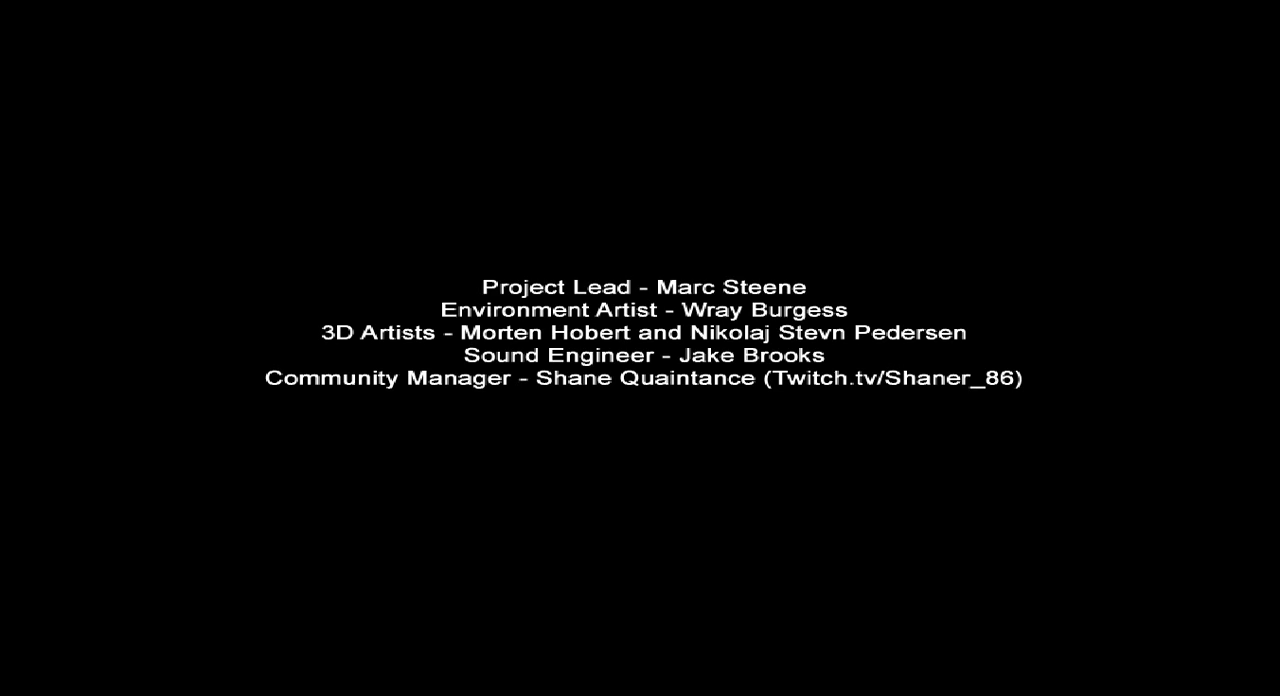 Project Lead - Marc Steene
Environment Artist - Wray Burgess
3D Artists - Morten Hobert and Nikolaj Stevn Pedersen
Sound Engineer - Jake Brooks
Community Manager - Shane Quaintance (Twitch.tv/Shaner_86)